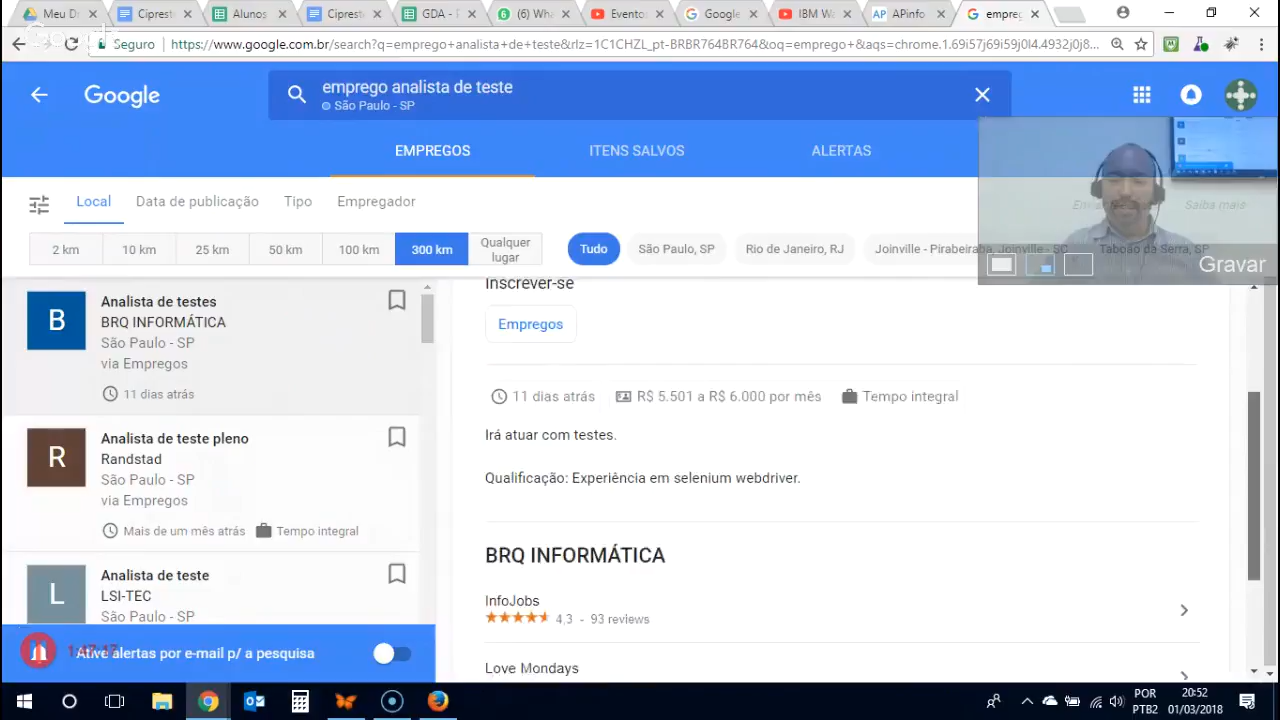 Meu Di
Cipreste
Alunos
Cipreste
GDA - P
(6) Wh
Evento
Google
IBM Wa
APinfo
empreg
Seguro
https://www.google.com.br/search?q=emprego+analista+de+teste&rlz=1C1CHZL_pt-BRBR764BR764&oq=emprego+&aqs=chrome.1.69i57j69i59j0l4.4932j0j8...
Google
emprego analista de teste
São Paulo - SP
EMPREGOS
ITENS SALVOS
ALERTAS
Local
Data de publicação
Tipo
Empregador
Saiba mais
2 km
10 km
25 km
50 km
100 km
300 km
Qualquer
lugar
Tudo
São Paulo, SP
Rio de Janeiro, RJ
Joinville - Pirabeiraba, Joinville - SC
Taboão da Serra, SP
Gravar
B
Analista de testes
BRQ INFORMÁTICA
São Paulo - SP
via Empregos
11 dias atrás
R
Analista de teste pleno
Randstad
São Paulo - SP
via Empregos
Mais de um mês atrás
Tempo integral
L
Analista de teste
LSI-TEC
São Paulo - SP
Ative alertas por e-mail p/ a pesquisa
Inscrever-se
Empregos
11 dias atrás
R$ 5.501 a R$ 6.000 por mês
Tempo integral
Irá atuar com testes.
Qualificação: Experiência em selenium webdriver.
BRQ INFORMÁTICA
InfoJobs
4,3 - 93 reviews
Love Mondays
POR
PTB2
20:52
01/03/2018